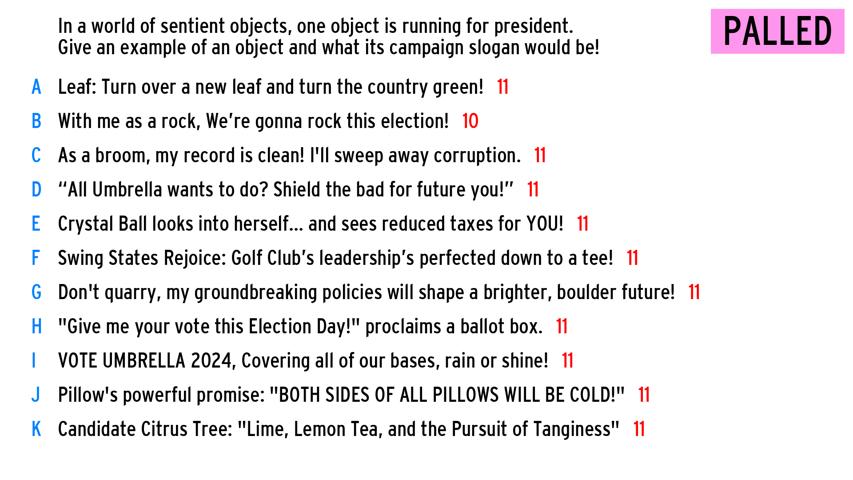 In a world of sentient objects, one object is running for president.
Give an example of an object and what its campaign slogan would be!
PALLED
A Leaf: Turn over a new leaf and turn the country green! 11
B With me as a rock, We're gonna rock this election! 10
C As a broom, my record is clean! I'll sweep away corruption. 11
D “All Umbrella wants to do? Shield the bad for future you!” 11
E Crystal Ball looks into herself... and sees reduced taxes for YOU! 11
F Swing States Rejoice: Golf Club’s leadership’s perfected down to a tee! 11
G Don't quarry, my groundbreaking policies will shape a brighter, boulder future! 11
H "Give me your vote this Election Day!" proclaims a ballot box. 11
I VOTE UMBRELLA 2024, Covering all of our bases, rain or shine! 11
J Pillow's powerful promise: "BOTH SIDES OF ALL PILLOWS WILL BE COLD!" 11
K Candidate Citrus Tree: "Lime, Lemon Tea, and the Pursuit of Tanginess" 11